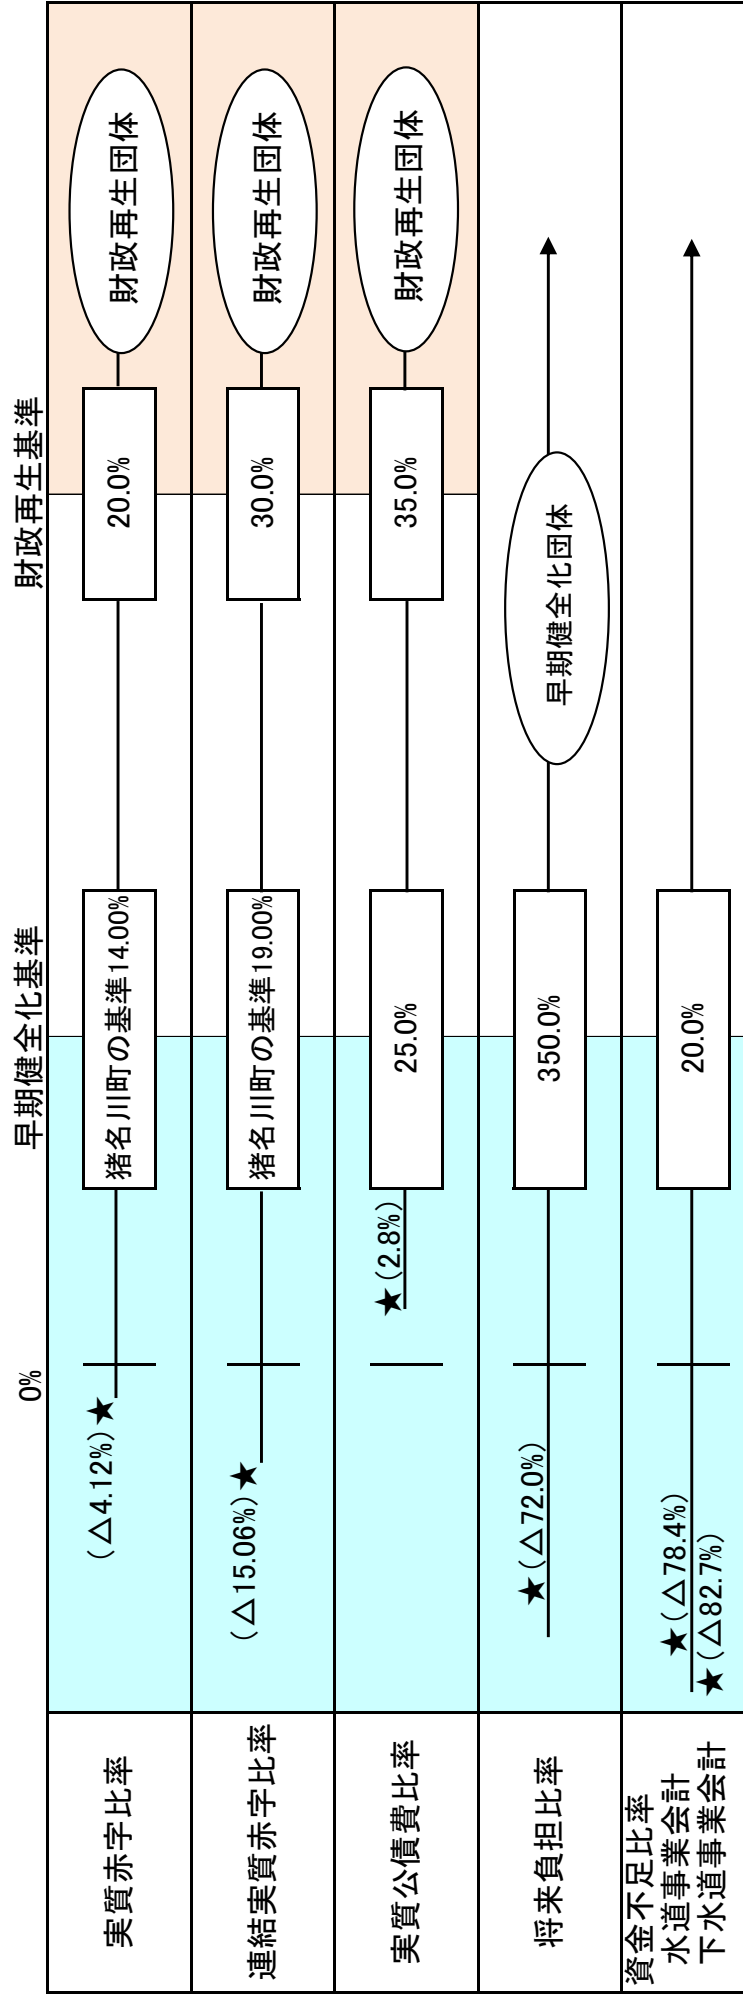 0%
早期健全化基準
財政再生基準
実質赤字比率
(△4.12%)★
猪名川町の基準14.00%
20.0%
財政再生団体
連結実質赤字比率
(△15.06%)★
猪名川町の基準19.00%
30.0%
財政再生団体
実質公債費比率
★(2.8%)
25.0%
35.0%
財政再生団体
将来負担比率
★(△72.0%)
350.0%
早期健全化団体
資金不足比率
水道事業会計
下水道事業会計
★(△78.4%)
★(△82.7%)
20.0%